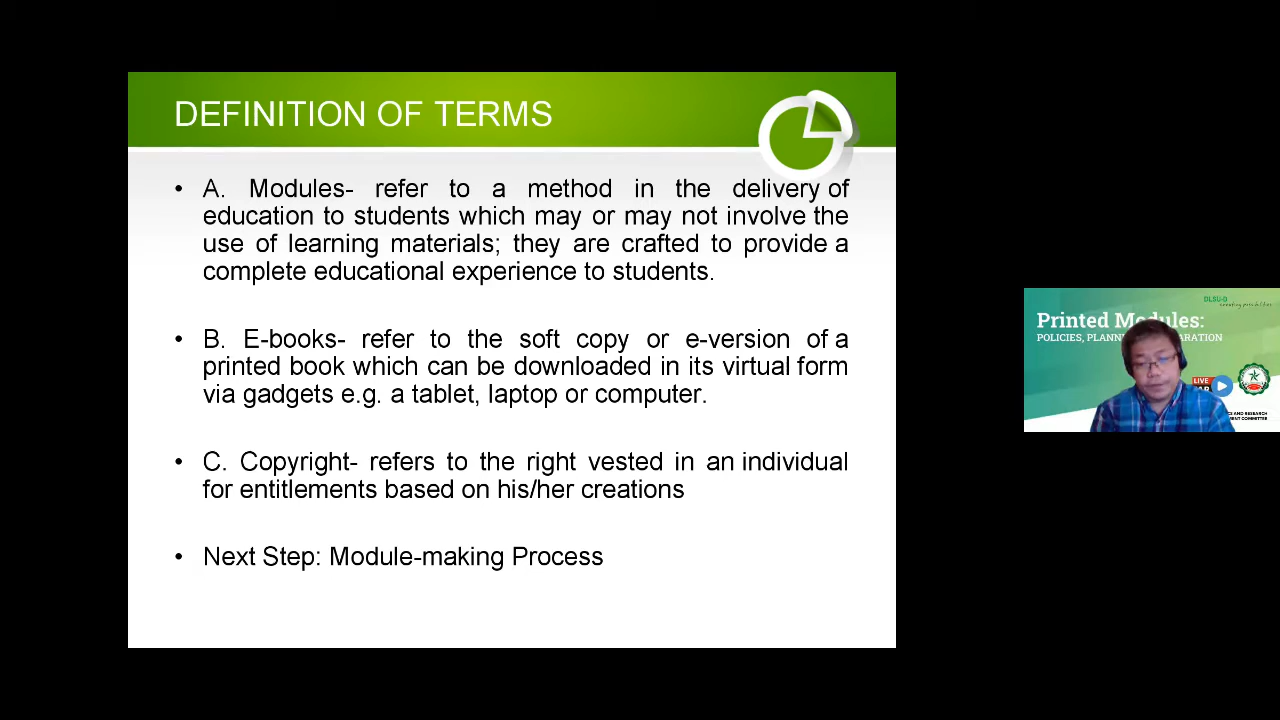 DEFINITION OF TERMS
• A. Modules- refer to a method in the delivery of
education to students which may or may not involve the
use of learning materials; they are crafted to provide a
complete educational experience to students.
• B. E-books- refer to the soft copy or e-version of a
printed book which can be downloaded in its virtual form
via gadgets e.g. a tablet, laptop or computer.
• C. Copyright- refers to the right vested in an individual
for entitlements based on his/her creations
• Next Step: Module-making Process
DLSU-D
Printed Modules:
POLICIES, PLANN
LIVE